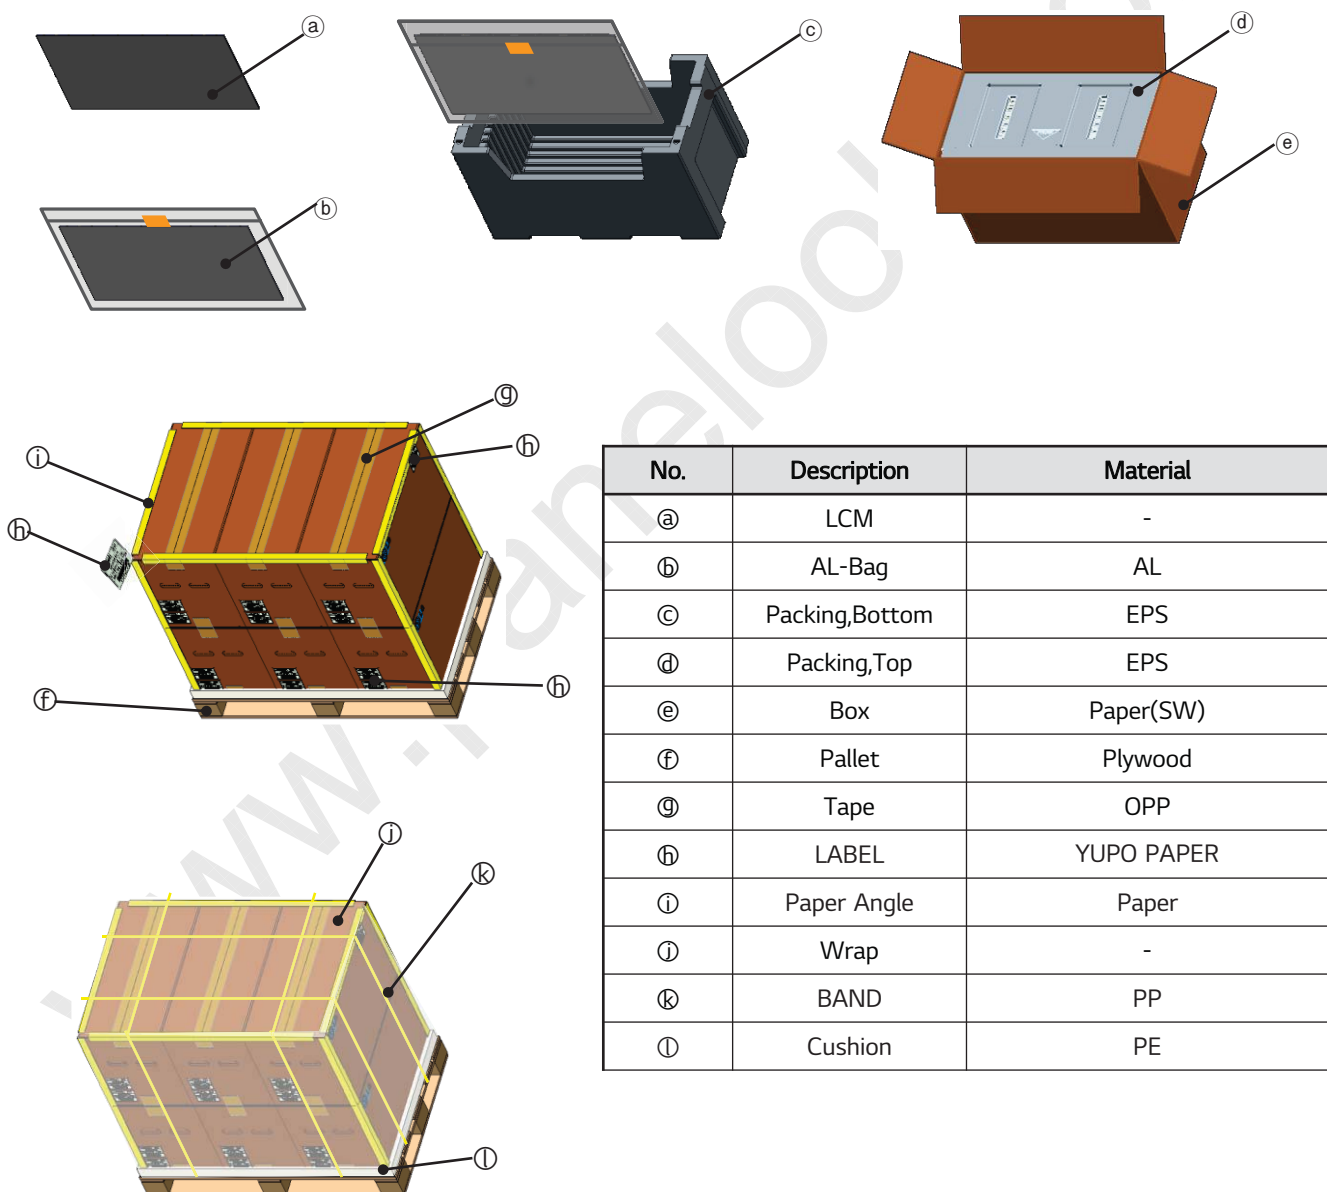 ⓐ
ⓑ
ⓒ
ⓓ
ⓔ
ⓖ
ⓗ
ⓘ
ⓗ
ⓗ
ⓕ
ⓙ
ⓚ
ⓛ
No. Description Material
ⓐ LCM -
ⓑ AL-Bag AL
ⓒ Packing,Bottom EPS
ⓓ Packing,Top EPS
ⓔ Box Paper(SW)
ⓕ Pallet Plywood
ⓖ Tape OPP
ⓗ LABEL YUPO PAPER
ⓘ Paper Angle Paper
ⓙ Wrap -
ⓚ BAND PP
ⓛ Cushion PE